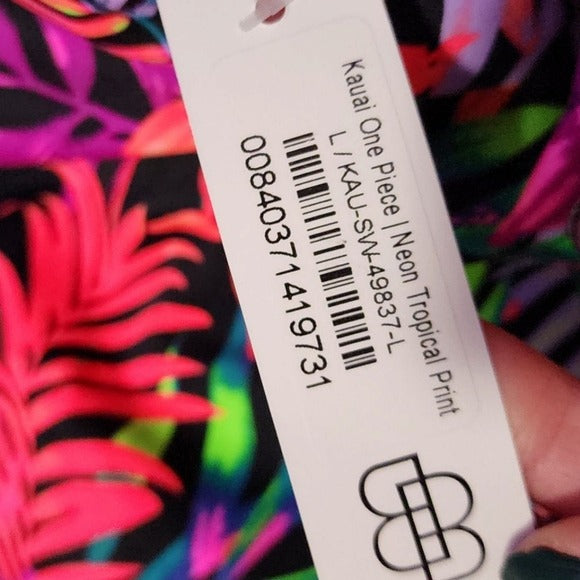 Kauai One Piece | Neon Tropical Print
L / KAU-SW-49837-L
00840371419731